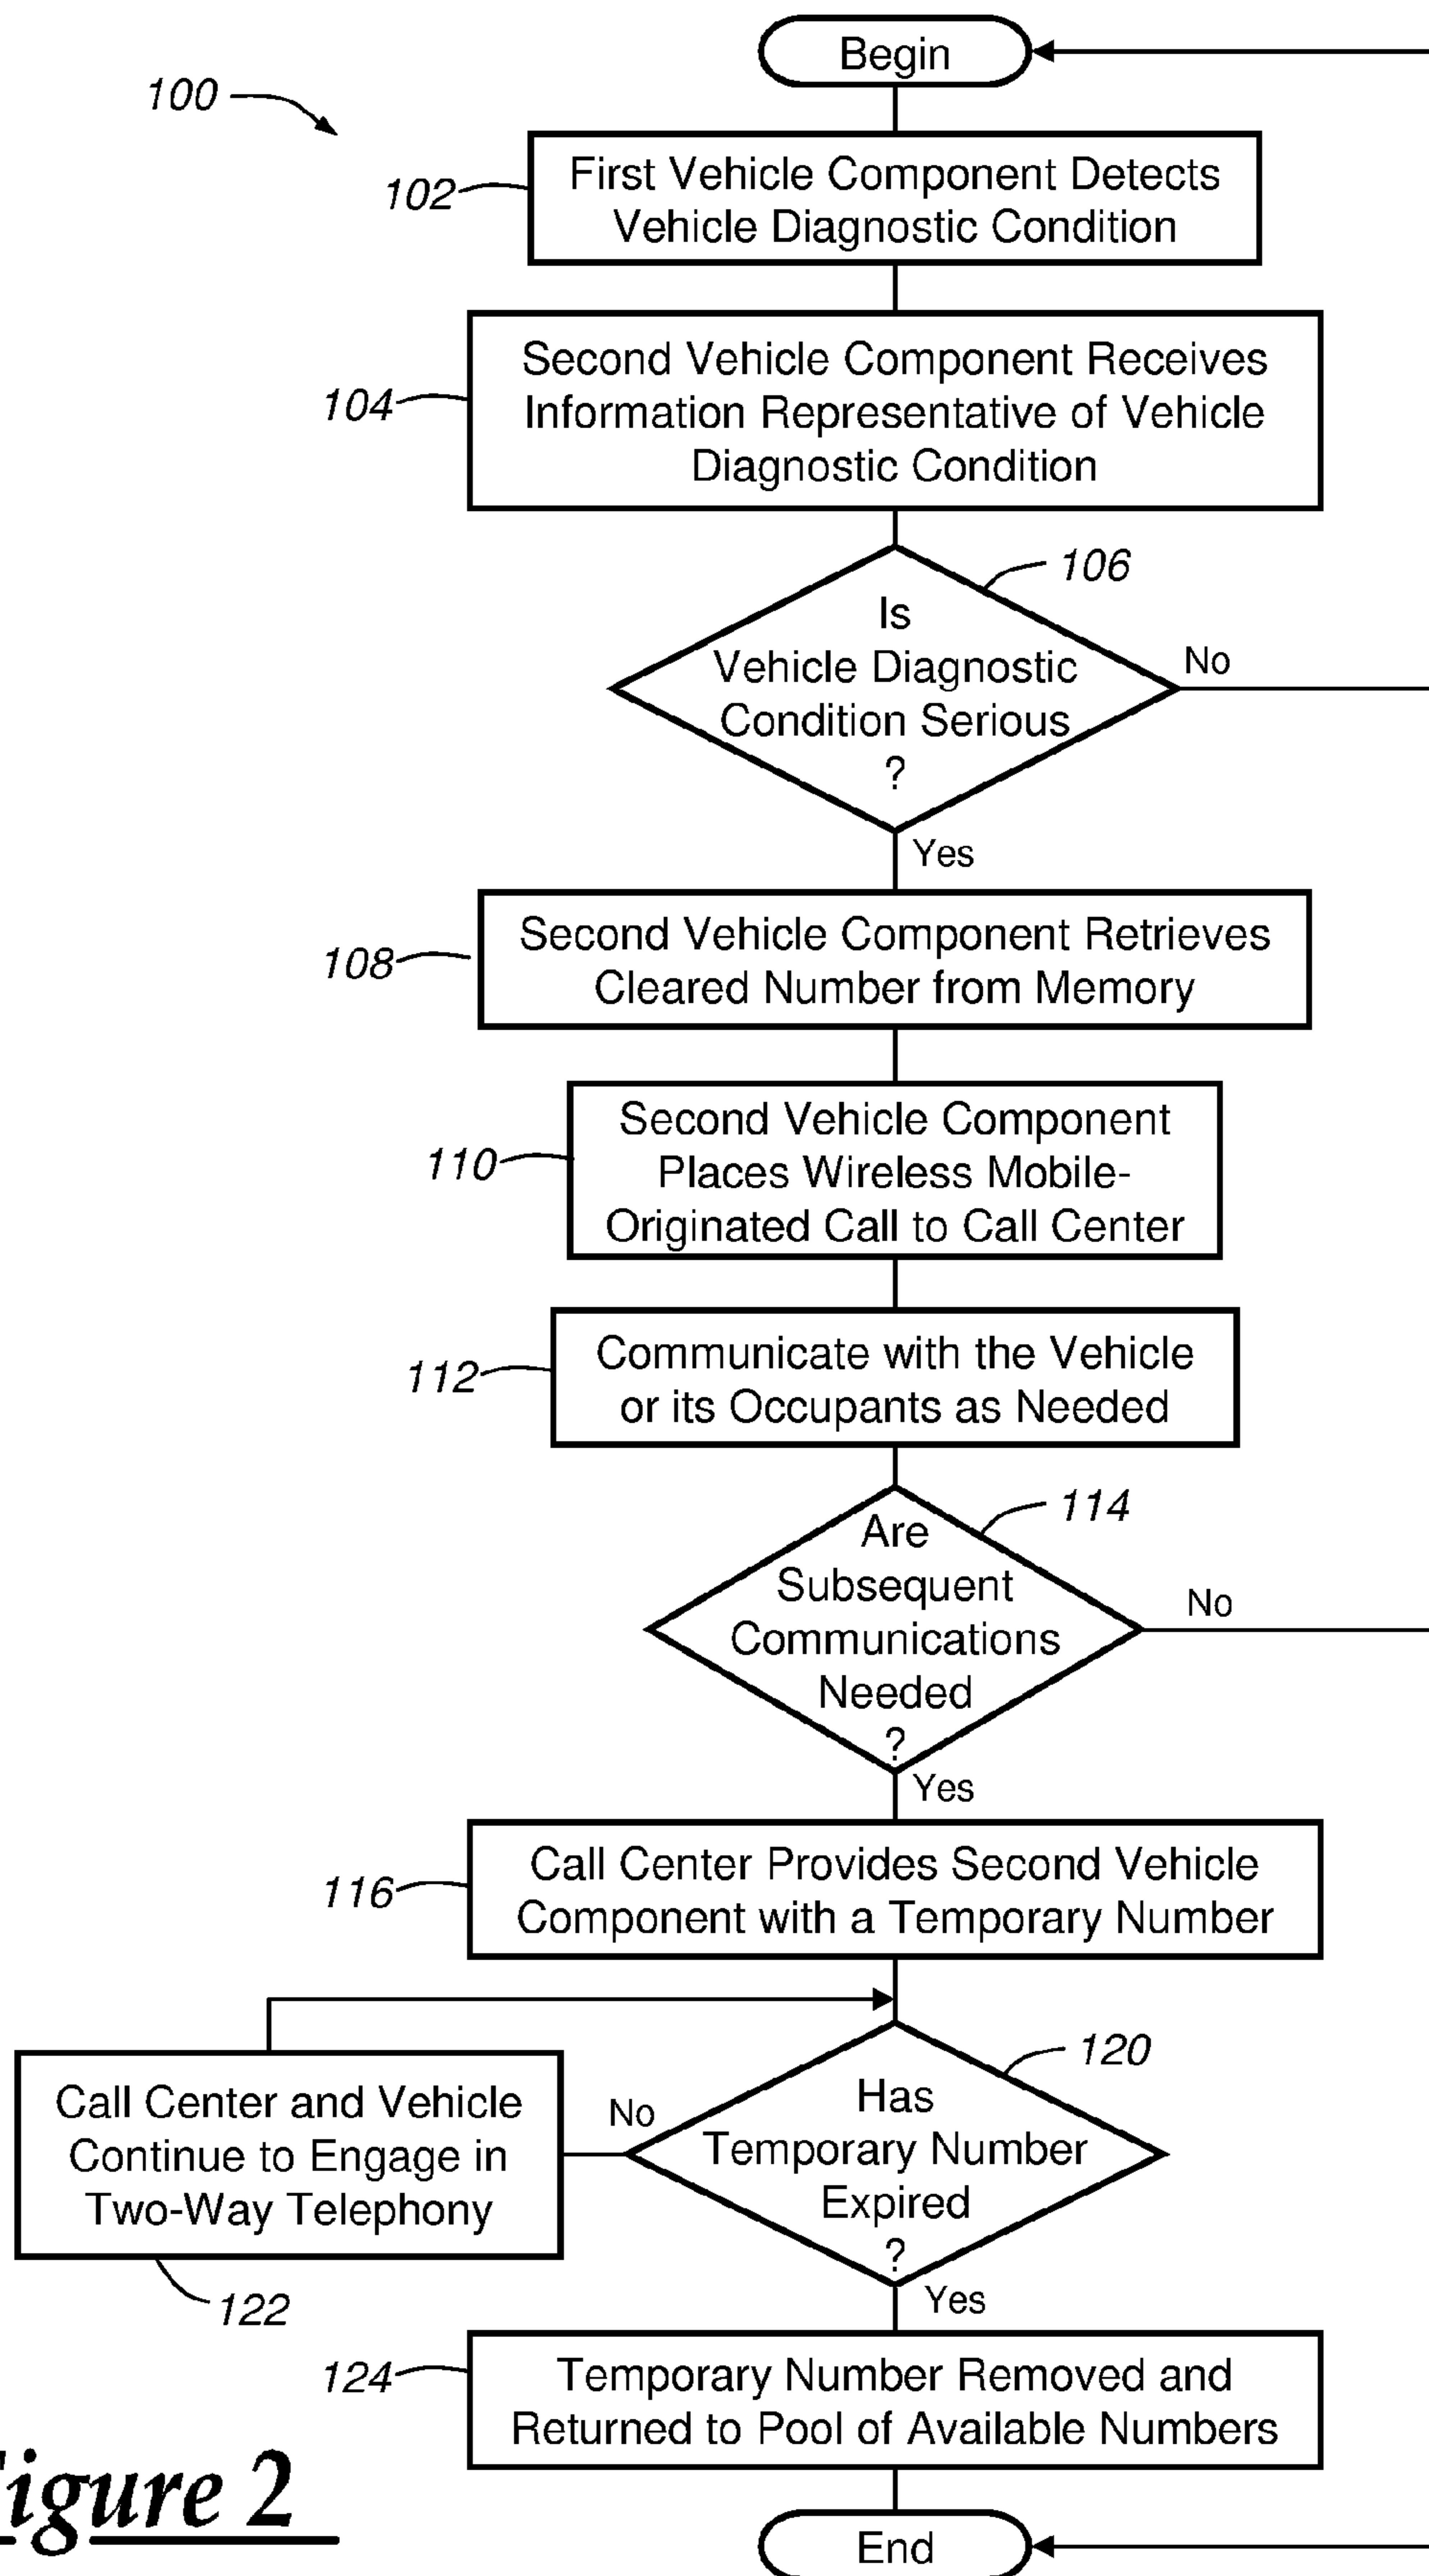 Begin
100
102
First Vehicle Component Detects
Vehicle Diagnostic Condition
104
Second Vehicle Component Receives
Information Representative of Vehicle
Diagnostic Condition
106
Is
Vehicle Diagnostic
Condition Serious
?
No
Yes
108
Second Vehicle Component Retrieves
Cleared Number from Memory
110
Second Vehicle Component
Places Wireless Mobile-
Originated Call to Call Center
112
Communicate with the Vehicle
or its Occupants as Needed
114
Are
Subsequent
Communications
Needed
?
No
Yes
116
Call Center Provides Second Vehicle
Component with a Temporary Number
120
Has
Temporary Number
Expired
?
No
Call Center and Vehicle
Continue to Engage in
Two-Way Telephony
122
Yes
124
Temporary Number Removed and
Returned to Pool of Available Numbers
igure 2
End